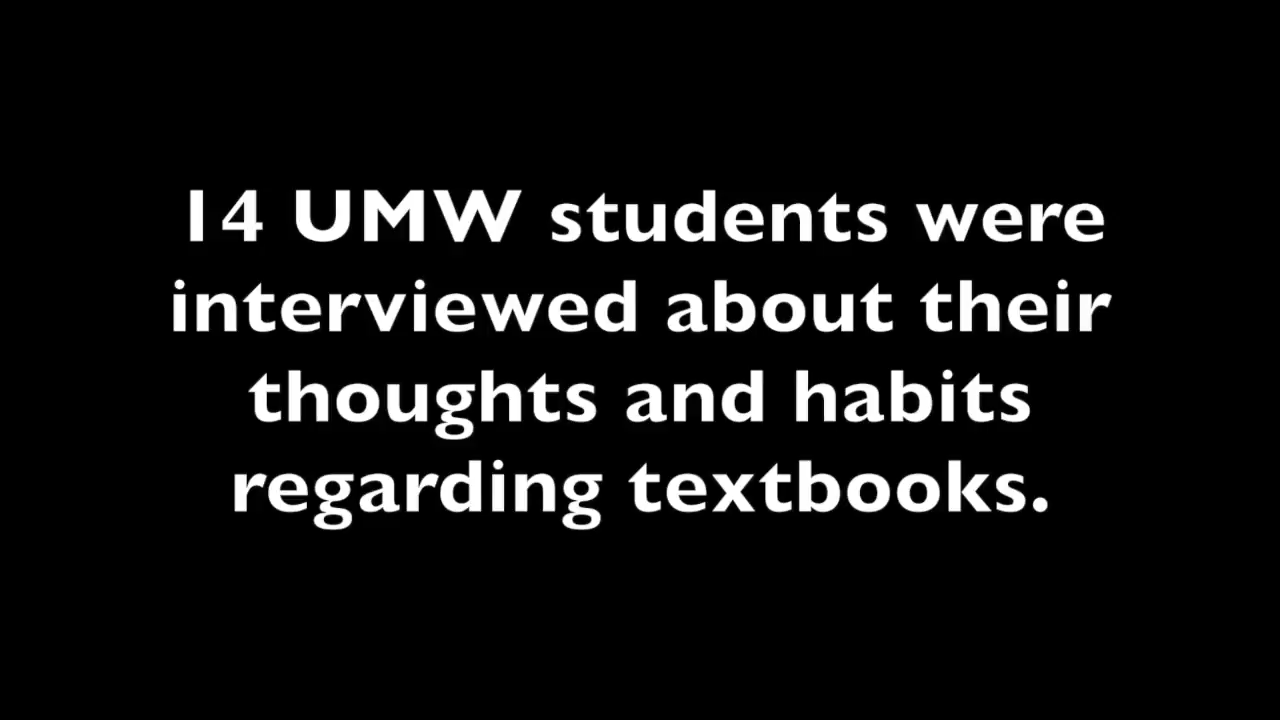 14 UMW students were
interviewed about their
thoughts and habits
regarding textbooks.